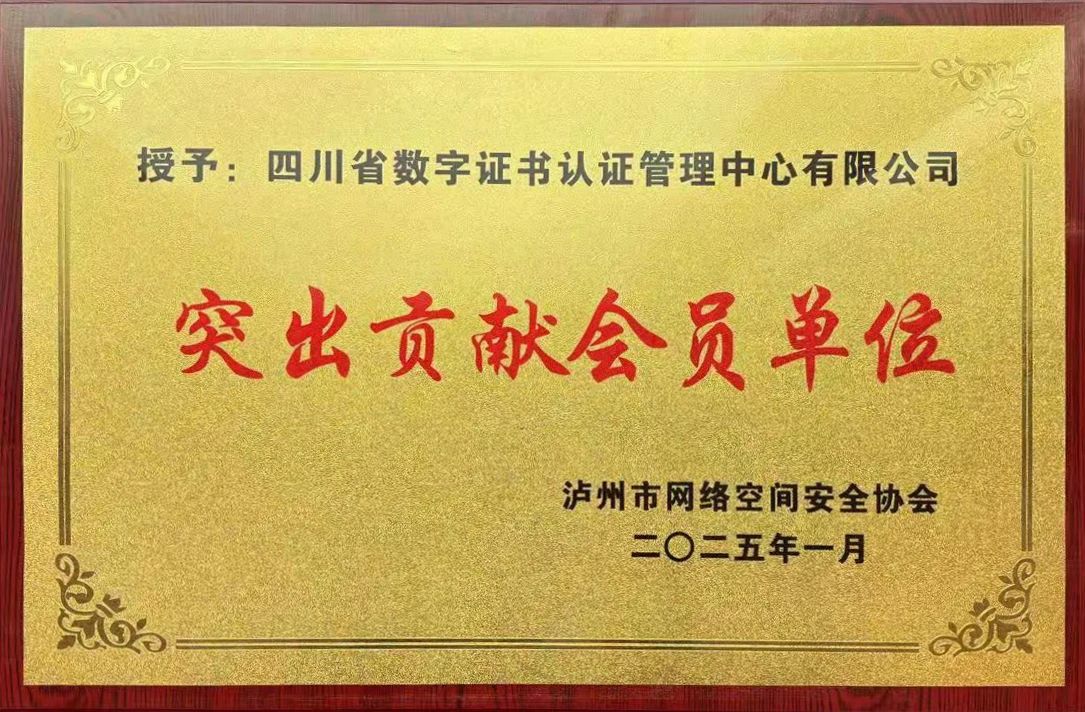 授予：四川省数字证书认证管理中心有限公司
突出贡献会员单位
泸州市网络空间安全协会
二〇二五年一月